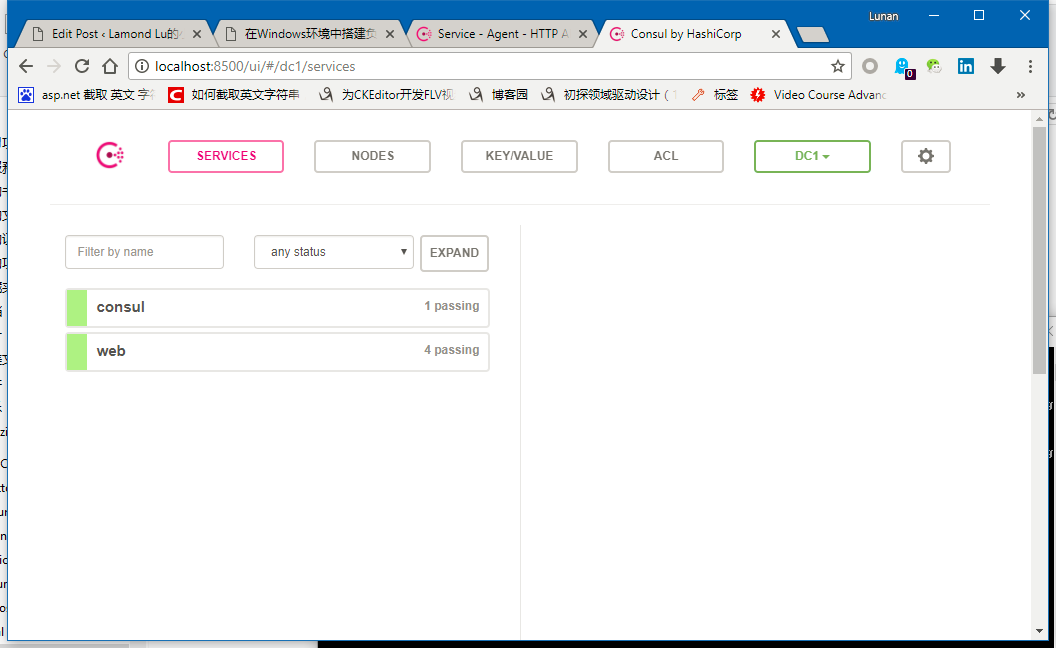 Lunan
Edit Post ‹ Lamond Lu的
在Windows环境中搭建负
Service - Agent - HTTP A
Consul by HashiCorp
localhost:8500/ui/#/dc1/services
0
asp.net 截取 英文 字符
如何截取英文字符串
为CKEditor开发FLV视
博客园
初探领域驱动设计（1
标签
Video Course Advanc
»
SERVICES
NODES
KEY/VALUE
ACL
DC1
Filter by name
any status
EXPAND
consul
1 passing
web
4 passing